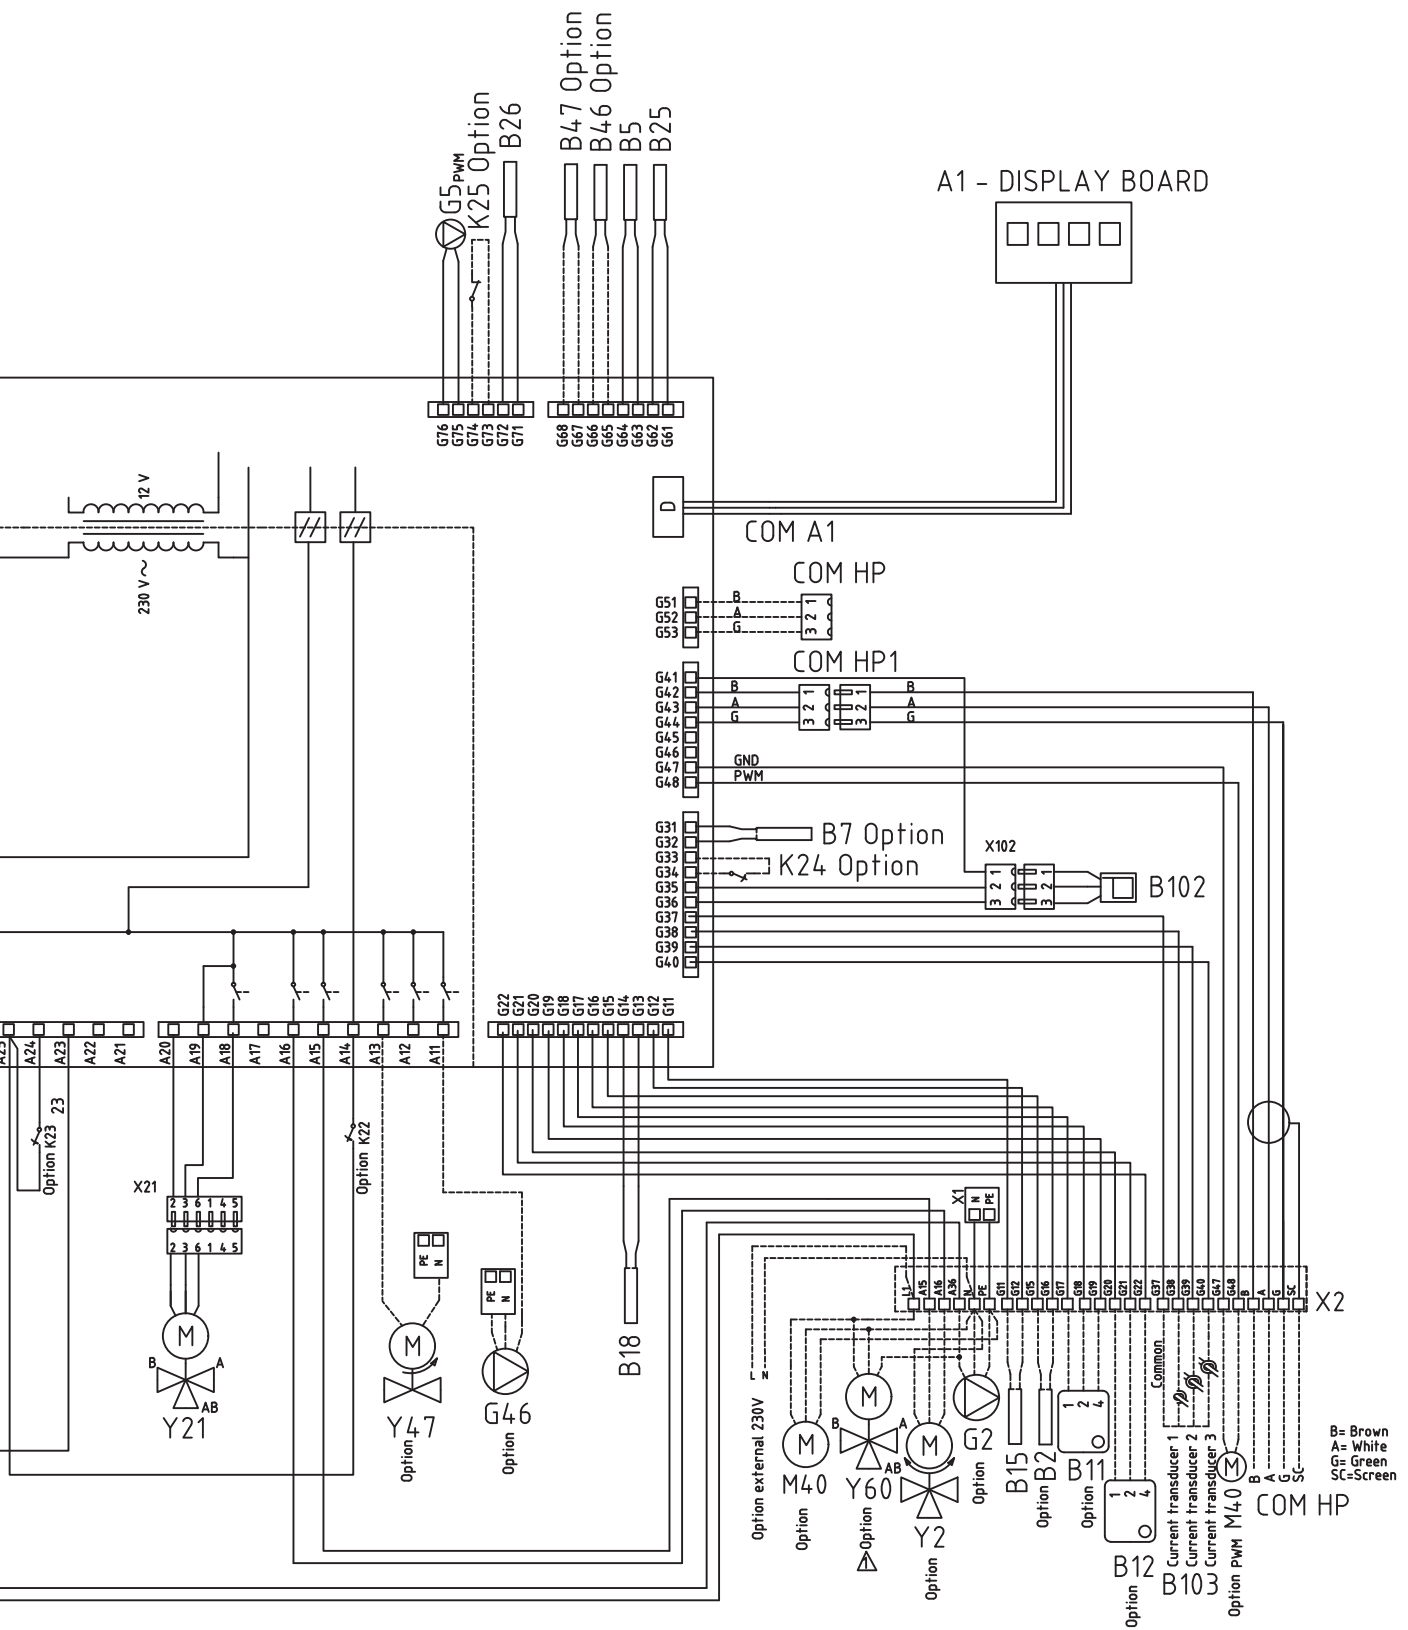 B47 Option
B46 Option
B5
B25
G5 PWM
K25 Option
B26
A1 - DISPLAY BOARD
G76
G75
G74
G73
G72
G71
G68
G67
G66
G65
G64
G63
G62
G61
12 V
230 V ~
D
COM A1
COM HP
G51
G52
G53
B
A
G
1
2
3
COM HP1
G41
G42
G43
G44
G45
G46
G47
G48
B
A
G
1
2
3
1
2
3
B
A
G
GND
PWM
G31
G32
G33
G34
G35
G36
G37
G38
G39
G40
B7 Option
K24 Option
X102
1
2
3
1
2
3
B102
G22
G21
G20
G19
G18
G17
G16
G15
G14
G13
G12
G11
A25
A24
A23
A22
A21
A20
A19
A18
A17
A16
A15
A14
A13
A12
A11
23
Option K23
Option K22
X21
2 3 6 1 4 5
2 3 6 1 4 5
M
B
A
AB
Y21
PE
N
M
Y47
Option
PE
N
G46
Option
B18
X1
N
PE
L1
A15
A16
A36
N
PE
G11
G12
G15
G16
G17
G18
G19
G20
G21
G22
G37
G38
G39
G40
G47
G48
B
A
G
SC
X2
L N
Option external 230V
M
M40
Option
M
B
A
AB
Y60
Option
1
M
Y2
Option
G2
Option
B15
B2
Option
1
2
4
B11
Option
1
2
4
B12
Option
Common
Current transducer 1
Current transducer 2
Current transducer 3
B103
M
Option PWM M40
B
A
G
SC
COM HP
B= Brown
A= White
G= Green
SC=Screen